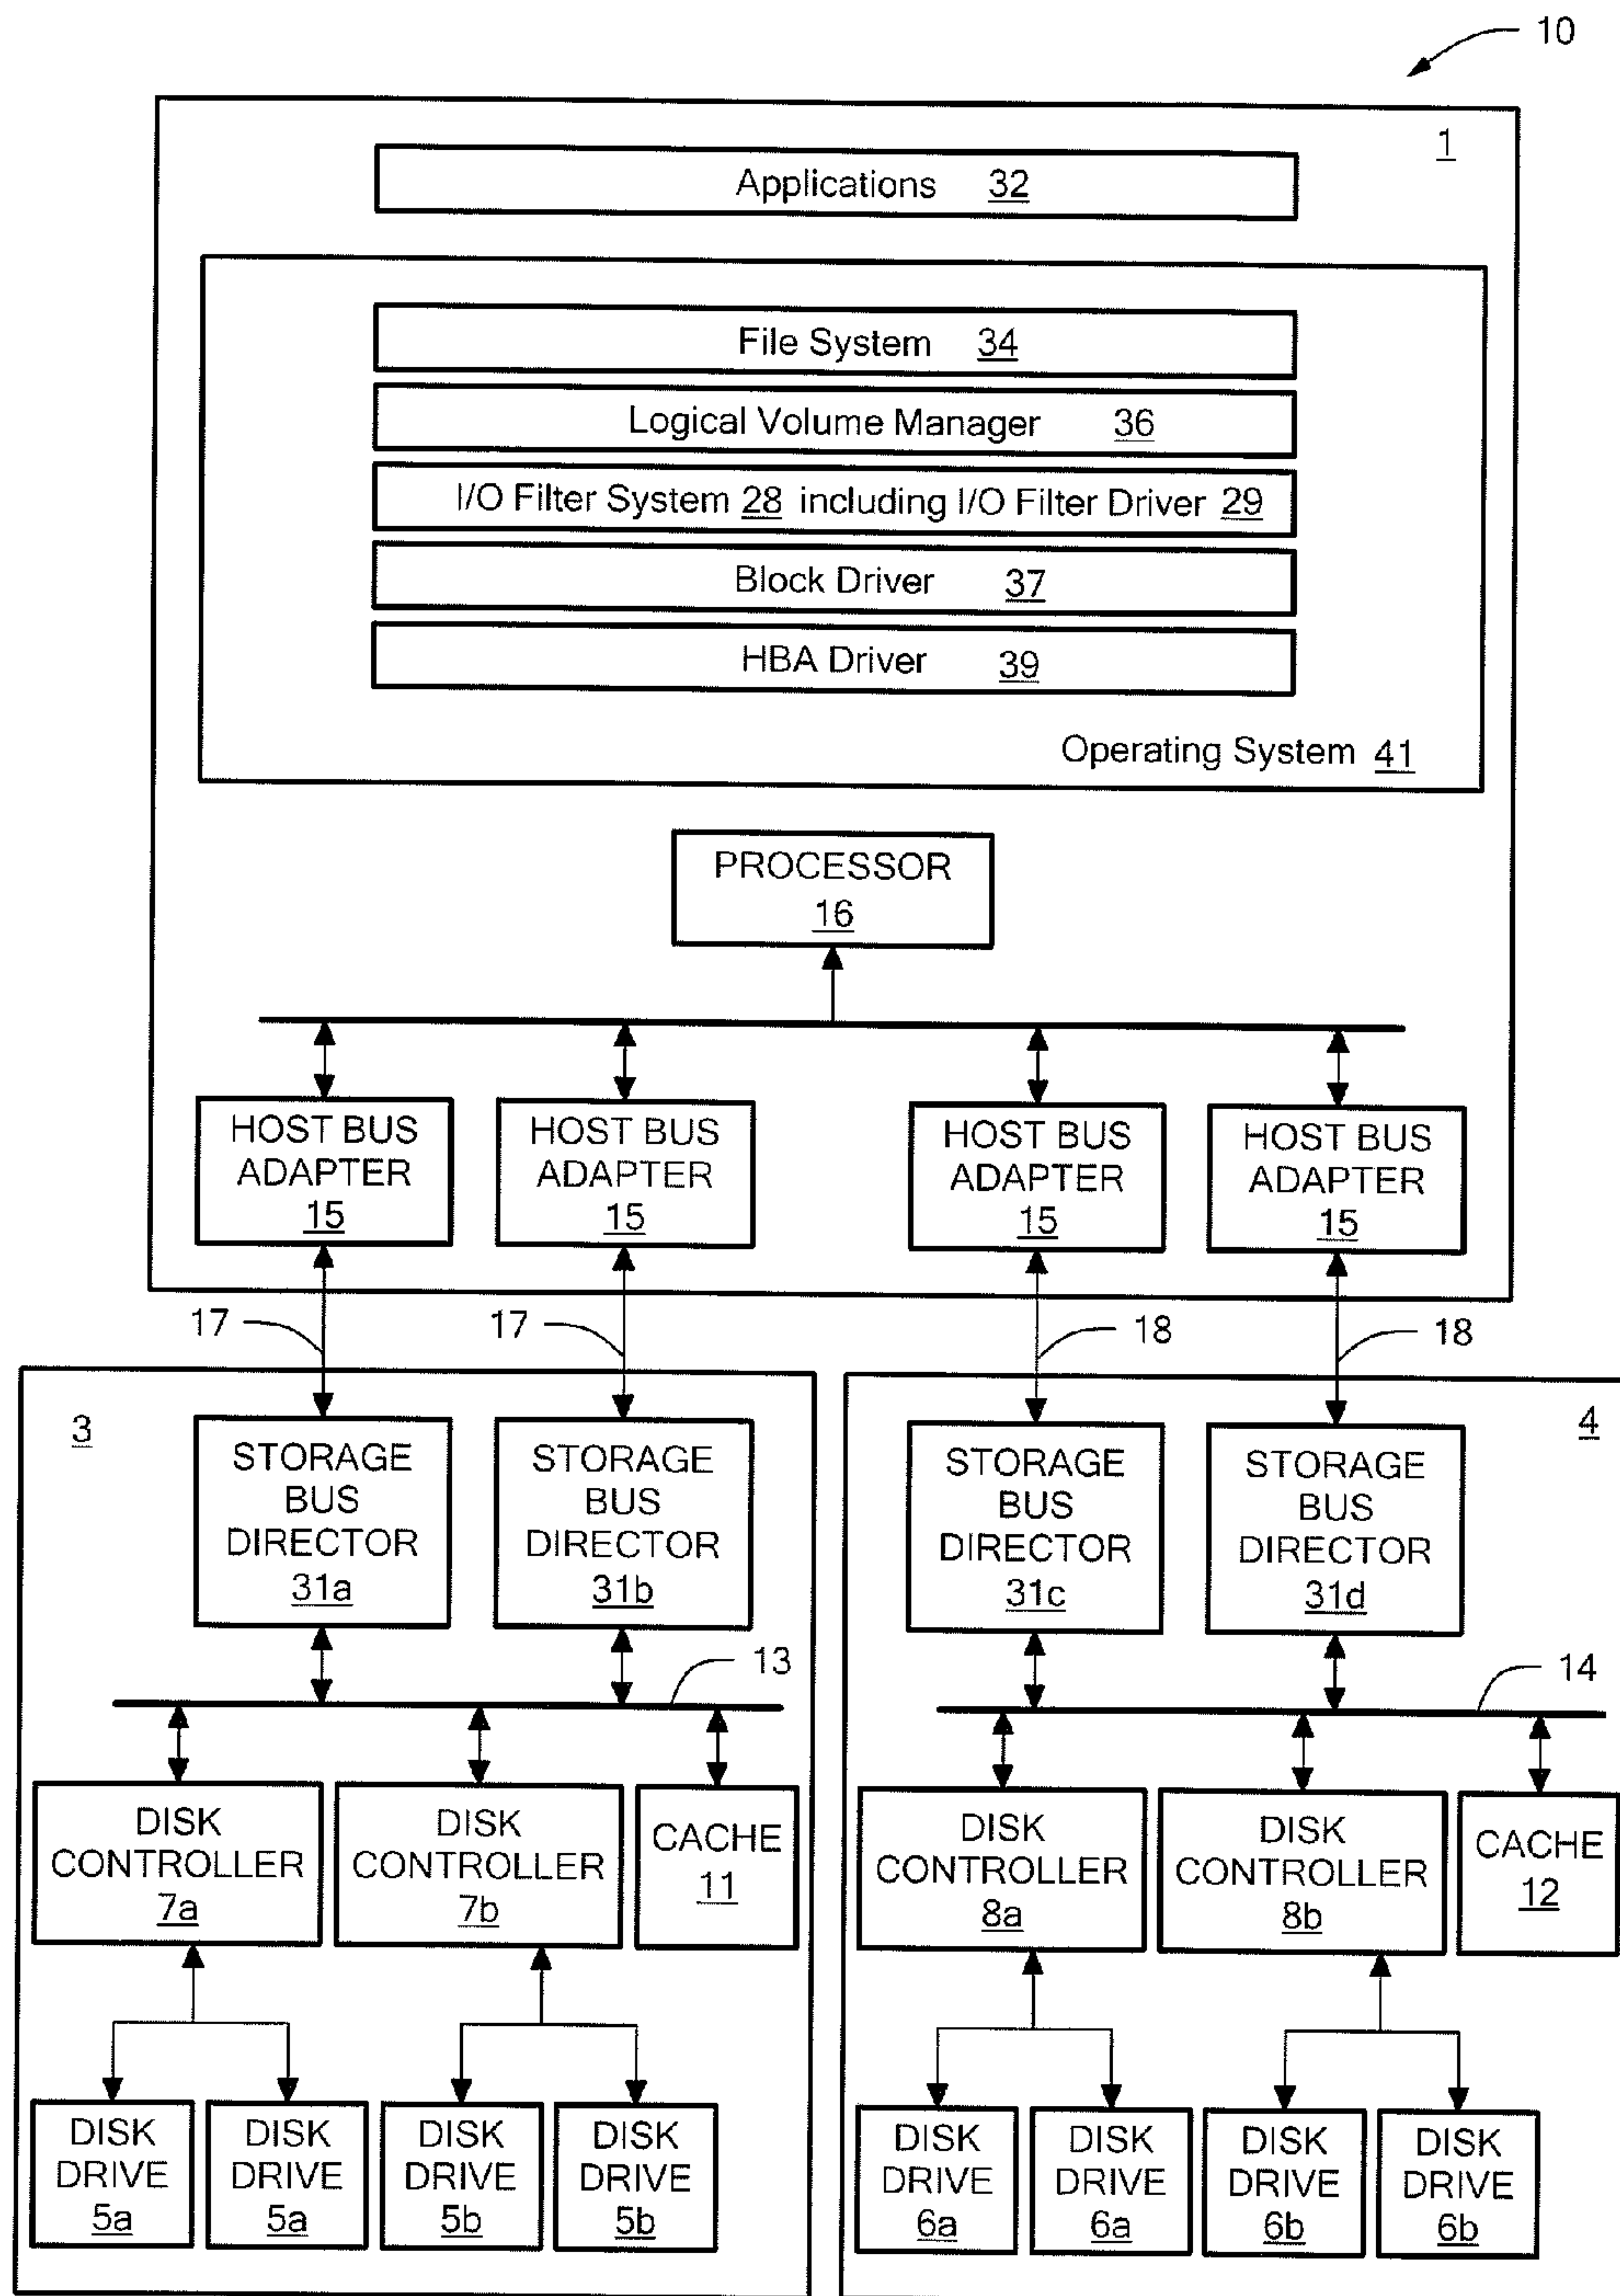 10
1
Applications 32
File System 34
Logical Volume Manager 36
I/O Filter System 28 including I/O Filter Driver 29
Block Driver 37
HBA Driver 39
Operating System 41
PROCESSOR
16
HOST BUS
ADAPTER
15
HOST BUS
ADAPTER
15
HOST BUS
ADAPTER
15
HOST BUS
ADAPTER
15
17
17
18
18
3
STORAGE
BUS
DIRECTOR
31a
STORAGE
BUS
DIRECTOR
31b
13
DISK
CONTROLLER
7a
DISK
CONTROLLER
7b
CACHE
11
DISK
DRIVE
5a
DISK
DRIVE
5a
DISK
DRIVE
5b
DISK
DRIVE
5b
4
STORAGE
BUS
DIRECTOR
31c
STORAGE
BUS
DIRECTOR
31d
14
DISK
CONTROLLER
8a
DISK
CONTROLLER
8b
CACHE
12
DISK
DRIVE
6a
DISK
DRIVE
6a
DISK
DRIVE
6b
DISK
DRIVE
6b